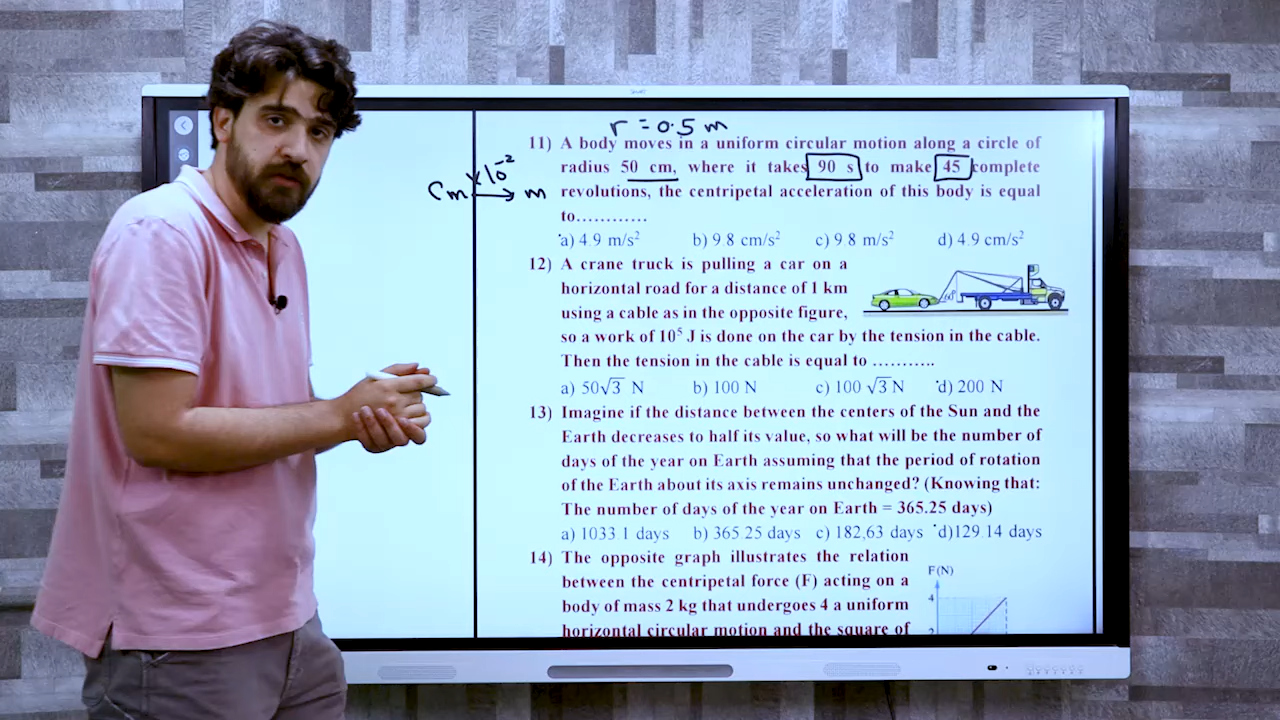 r = 0.5 m
11) A body moves in a uniform circular motion along a circle of
radius 50 cm, where it takes 90 s to make 45 complete
cm ×10⁻² → m
revolutions, the centripetal acceleration of this body is equal
to…………
a) 4.9 m/s² b) 9.8 cm/s² c) 9.8 m/s² d) 4.9 cm/s²
12) A crane truck is pulling a car on a
horizontal road for a distance of 1 km
using a cable as in the opposite figure,
60°
so a work of 10⁵ J is done on the car by the tension in the cable.
Then the tension in the cable is equal to ………..
a) 50√3 N b) 100 N c) 100 √3 N d) 200 N
13) Imagine if the distance between the centers of the Sun and the
Earth decreases to half its value, so what will be the number of
days of the year on Earth assuming that the period of rotation
of the Earth about its axis remains unchanged? (Knowing that:
The number of days of the year on Earth = 365.25 days)
a) 1033.1 days b) 365.25 days c) 182,63 days d)129.14 days
14) The opposite graph illustrates the relation
between the centripetal force (F) acting on a
body of mass 2 kg that undergoes 4 a uniform
horizontal circular motion and the square of
F(N)
4
2